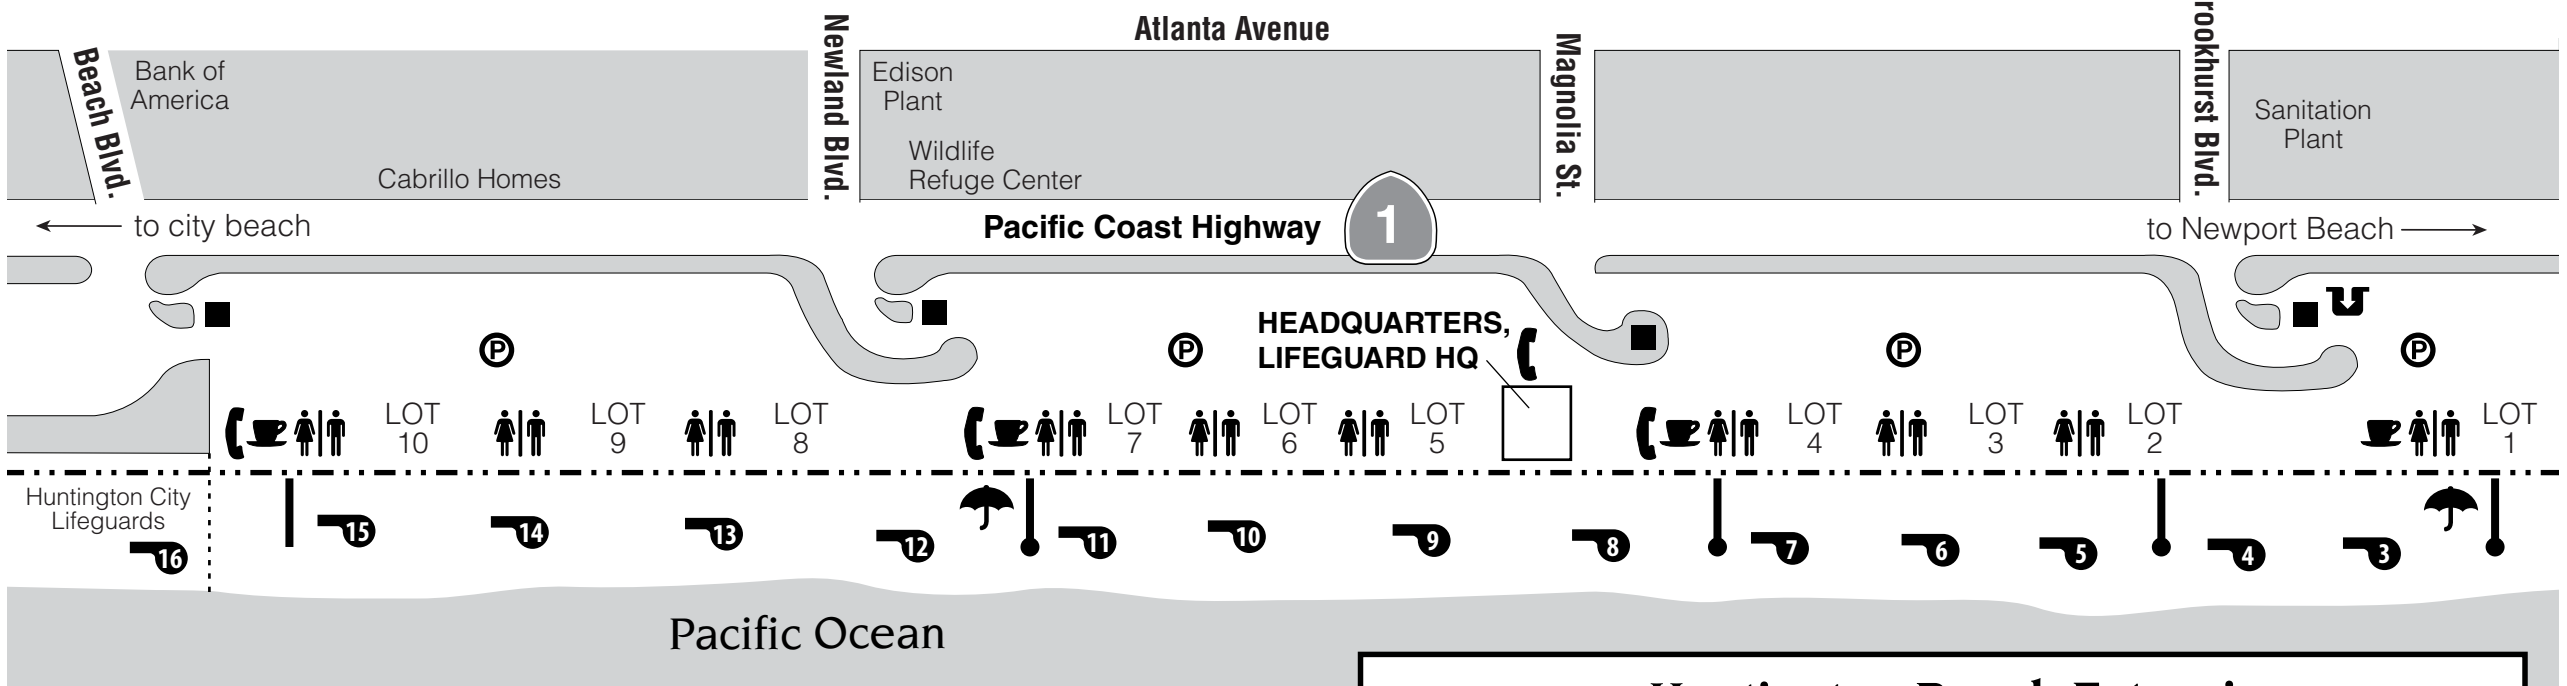 Atlanta Avenue
Beach Blvd.
Bank of
America
Cabrillo Homes
Newland Blvd.
Edison
Plant
Wildlife
Refuge Center
Magnolia St.
rookhurst Blvd.
Sanitation
Plant
to city beach
Pacific Coast Highway
1
to Newport Beach
HEADQUARTERS,
LIFEGUARD HQ
P
P
P
P
LOT
10
LOT
9
LOT
8
LOT
7
LOT
6
LOT
5
LOT
4
LOT
3
LOT
2
LOT
1
Huntington City
Lifeguards
16
15
14
13
12
11
10
9
8
7
6
5
4
3
Pacific Ocean